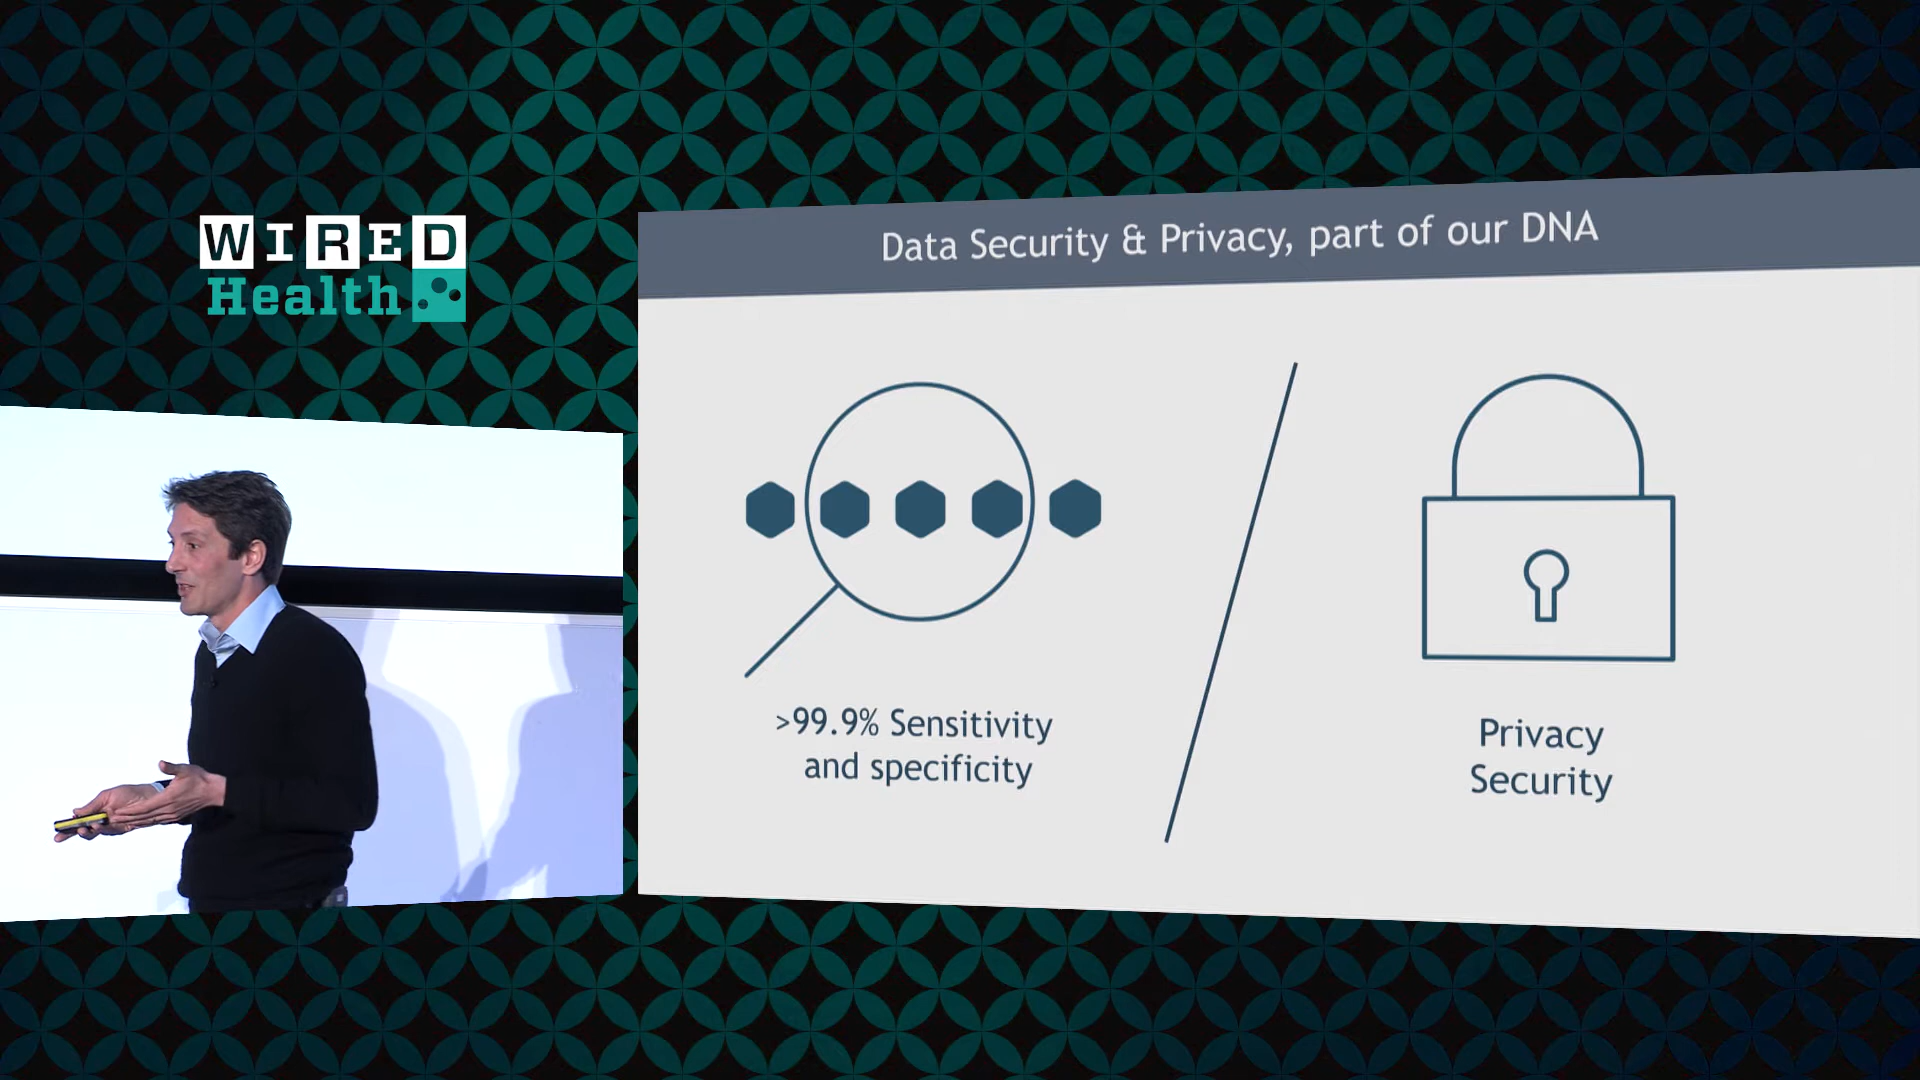 WIRED
Health
Data Security & Privacy, part of our DNA
>99.9% Sensitivity
and specificity
Privacy
Security